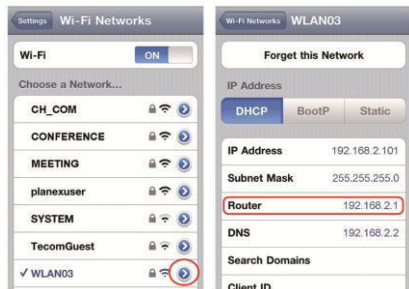 Settings Wi-Fi Networks
Wi-Fi ON
Choose a Network...
CH_COM
CONFERENCE
MEETING
planexuser
SYSTEM
TecomGuest
✓ WLAN03
Wi-Fi Networks WLAN03
Forget this Network
IP Address
DHCP BootP Static
IP Address 192.168.2.101
Subnet Mask 255.255.255.0
Router 192.168.2.1
DNS 192.168.2.2
Search Domains
Client ID